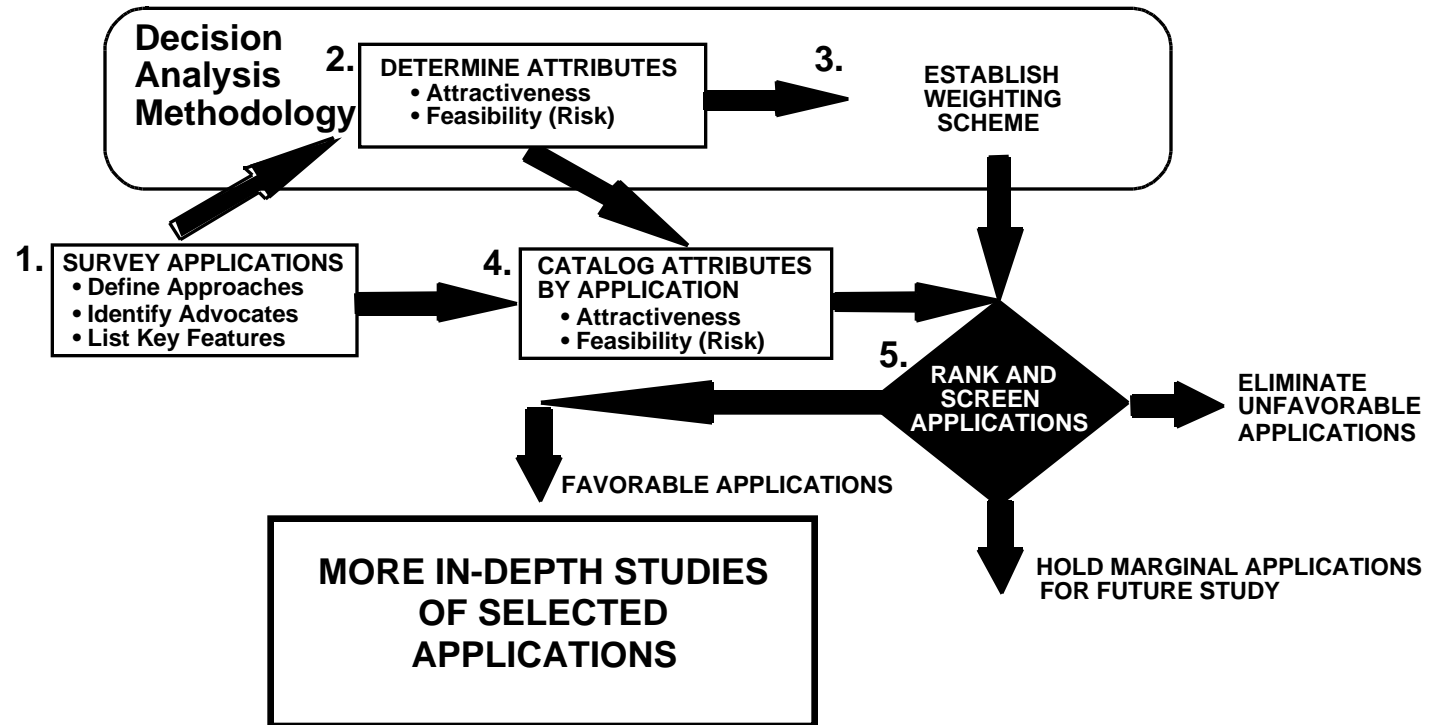 Decision
Analysis
Methodology
2.
DETERMINE ATTRIBUTES
• Attractiveness
• Feasibility (Risk)
3.
ESTABLISH
WEIGHTING
SCHEME
1.
SURVEY APPLICATIONS
• Define Approaches
• Identify Advocates
• List Key Features
4.
CATALOG ATTRIBUTES
BY APPLICATION
• Attractiveness
• Feasibility (Risk)
5.
RANK AND
SCREEN
APPLICATIONS
ELIMINATE
UNFAVORABLE
APPLICATIONS
FAVORABLE APPLICATIONS
HOLD MARGINAL APPLICATIONS
FOR FUTURE STUDY
MORE IN-DEPTH STUDIES
OF SELECTED
APPLICATIONS